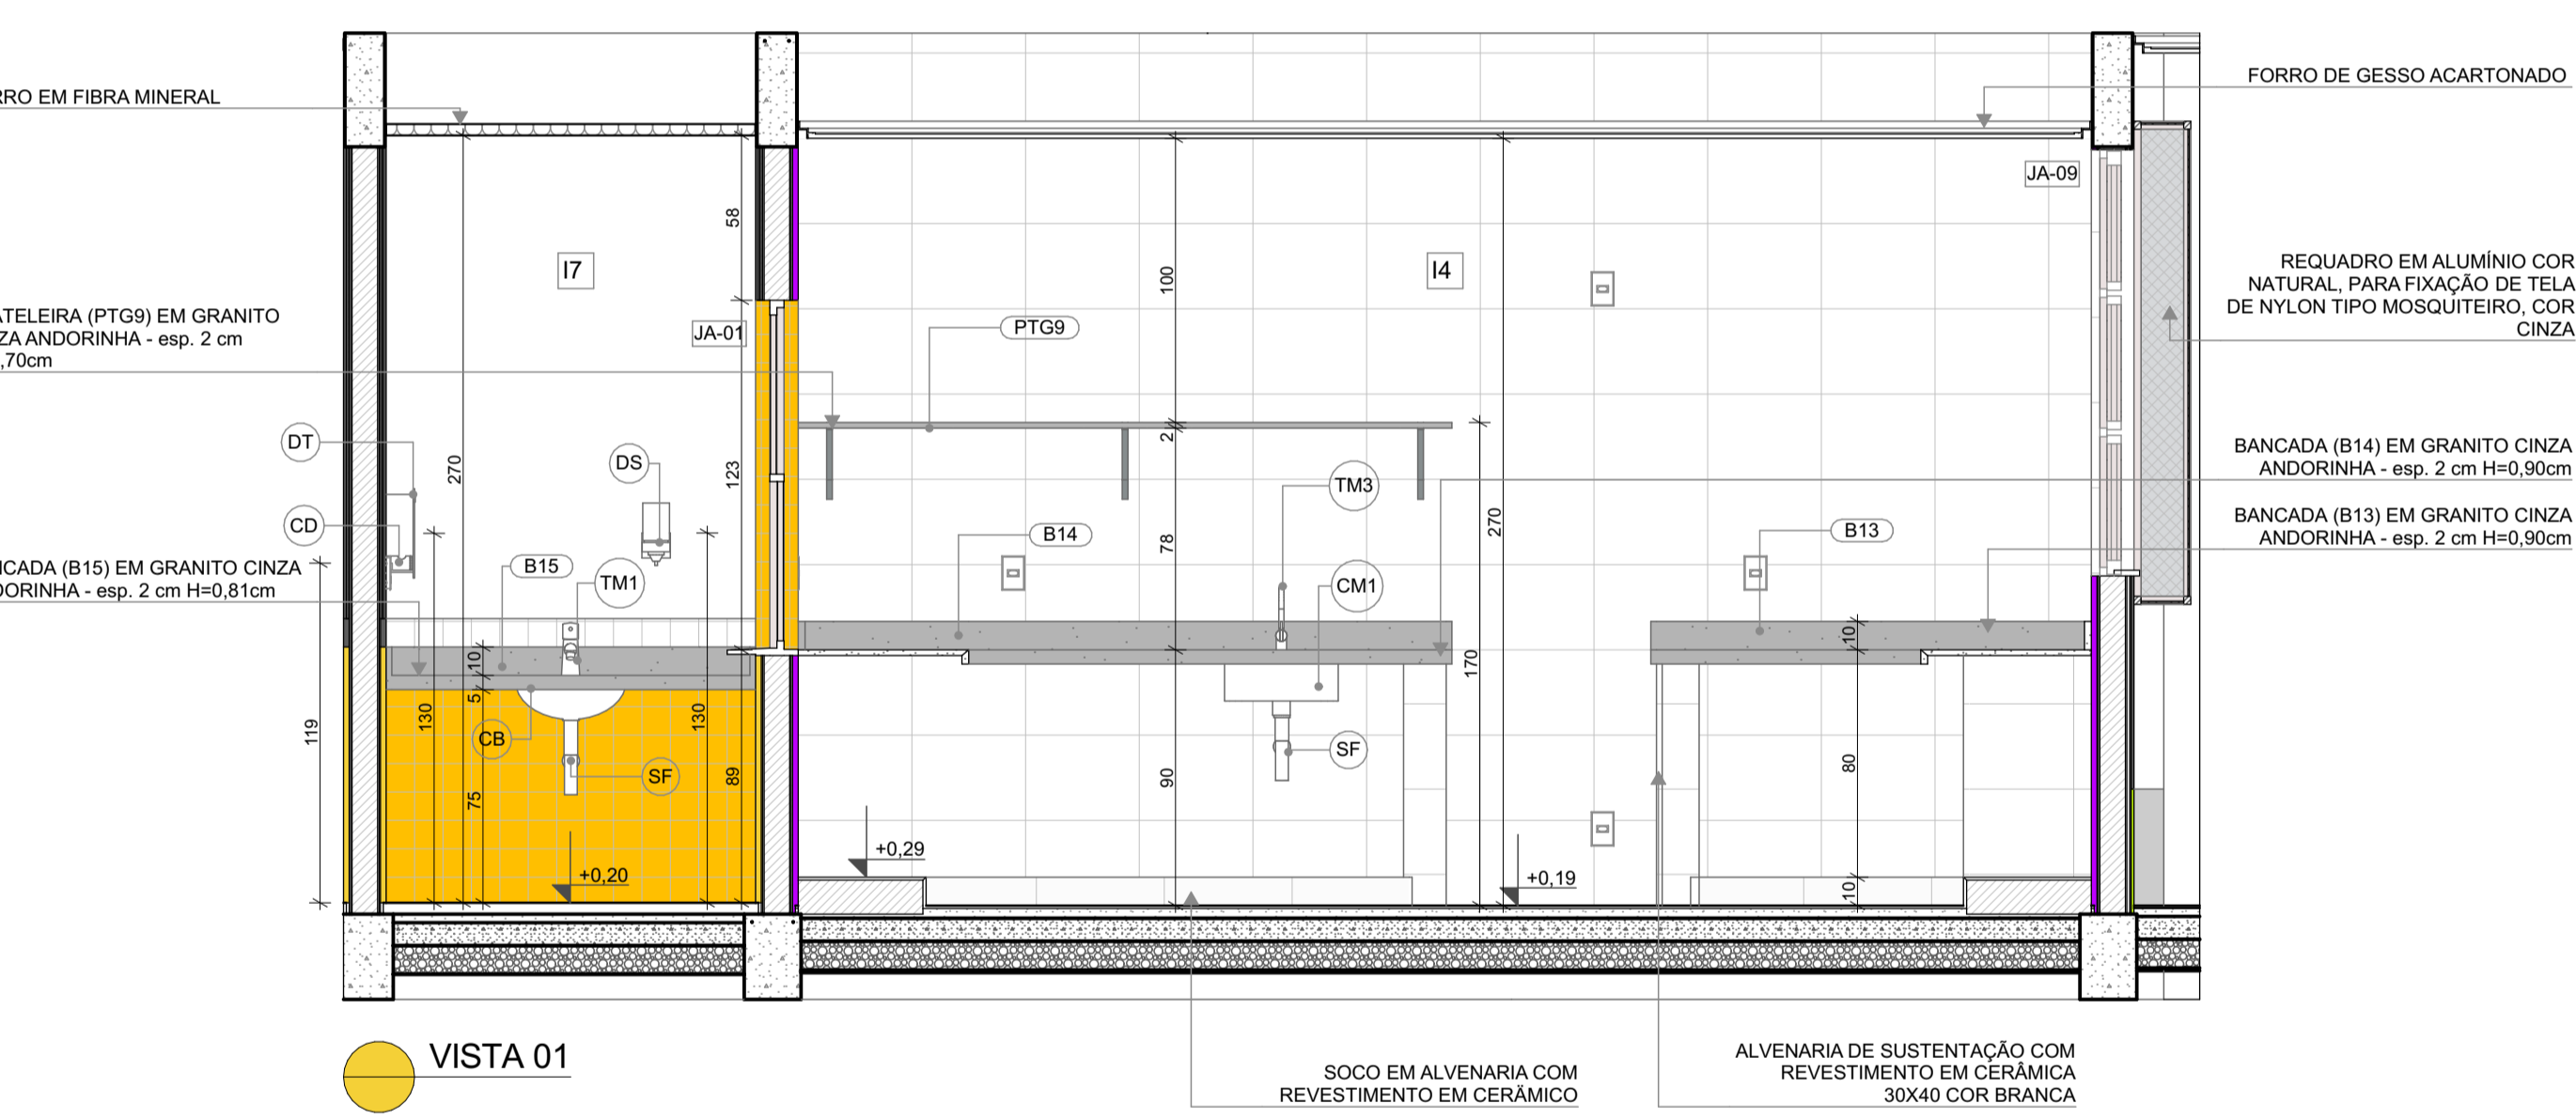 RRO EM FIBRA MINERAL
FORRO DE GESSO ACARTONADO
JA-09
58
I7
100
I4
REQUADRO EM ALUMÍNIO COR
NATURAL, PARA FIXAÇÃO DE TELA
DE NYLON TIPO MOSQUITEIRO, COR
CINZA
ATELEIRA (PTG9) EM GRANITO
ZA ANDORINHA - esp. 2 cm
,70cm
JA-01
PTG9
2
DT
270
DS
123
TM3
BANCADA (B14) EM GRANITO CINZA
ANDORINHA - esp. 2 cm H=0,90cm
CD
B14
78
270
B13
BANCADA (B13) EM GRANITO CINZA
ANDORINHA - esp. 2 cm H=0,90cm
NCADA (B15) EM GRANITO CINZA
DORINHA - esp. 2 cm H=0,81cm
B15
TM1
CM1
10
10
170
5
119
130
130
CB
SF
SF
75
89
90
80
+0,29
+0,20
+0,19
10
VISTA 01
SOCO EM ALVENARIA COM
REVESTIMENTO EM CERÄMICO
ALVENARIA DE SUSTENTAÇÃO COM
REVESTIMENTO EM CERÂMICA
30X40 COR BRANCA